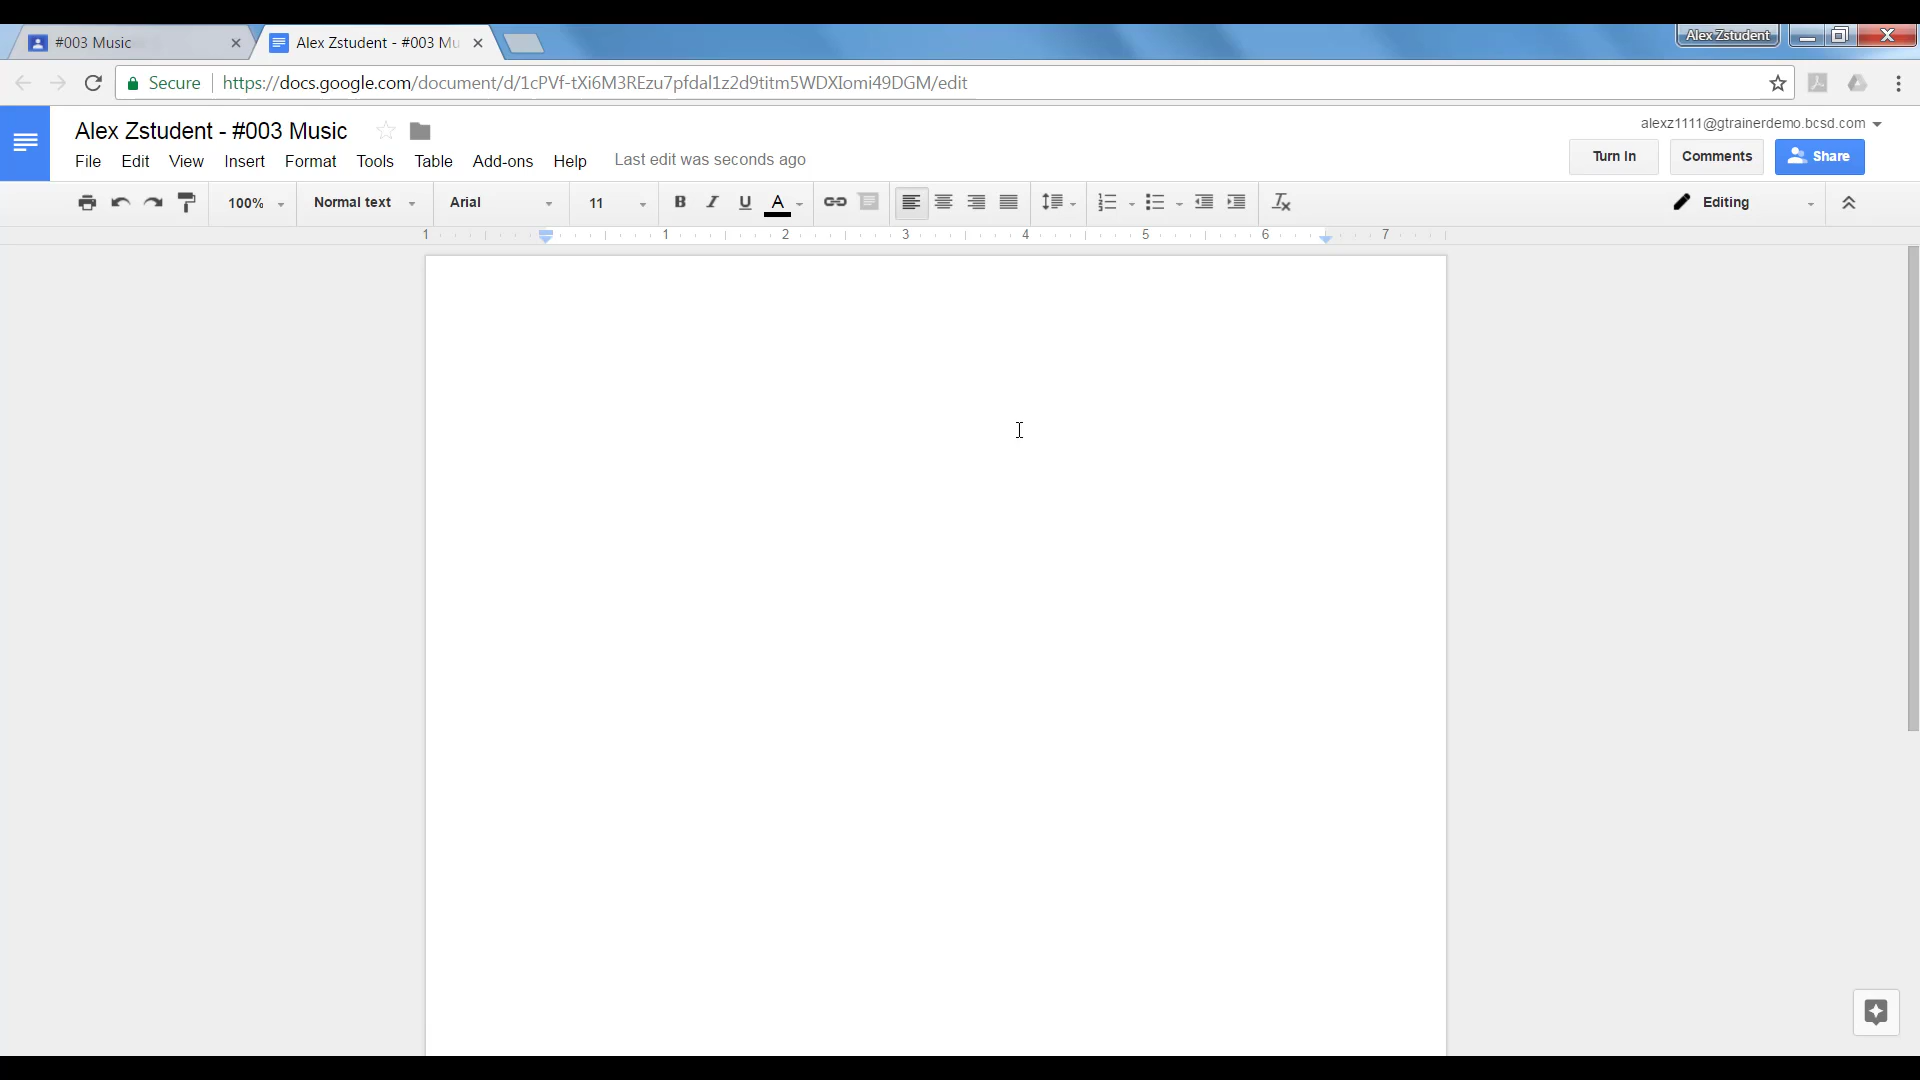 #003 Music
Alex Zstudent - #003 Mu
Alex Zstudent
Secure
https://docs.google.com/document/d/1cPVf-tXi6M3REzu7pfdal1z2d9titm5WDXIomi49DGM/edit
Alex Zstudent - #003 Music
alexz1111@gtrainerdemo.bcsd.com
File Edit View Insert Format Tools Table Add-ons Help Last edit was seconds ago
Turn In Comments Share
100% Normal text Arial 11 B I U A Editing
1 1 2 3 4 5 6 7